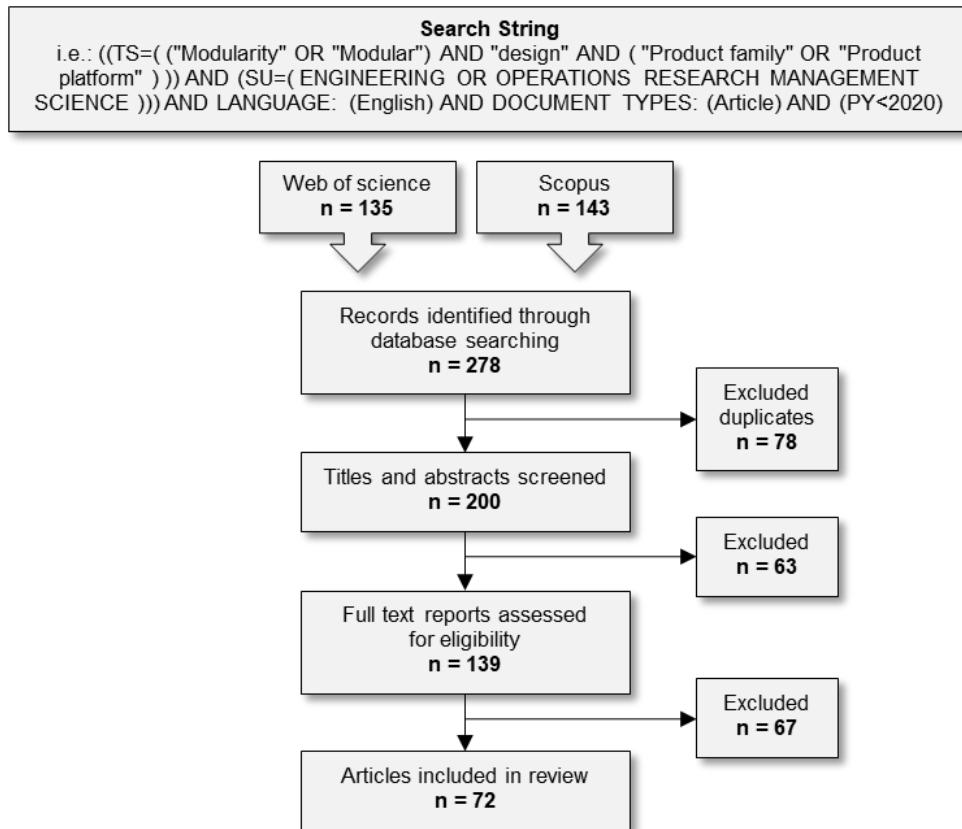 Search String
i.e.: ((TS=( ("Modularity" OR "Modular") AND "design" AND ( "Product family" OR "Product
platform" ) )) AND (SU=( ENGINEERING OR OPERATIONS RESEARCH MANAGEMENT
SCIENCE ))) AND LANGUAGE: (English) AND DOCUMENT TYPES: (Article) AND (PY<2020)
Web of science
n = 135
Scopus
n = 143
Records identified through
database searching
n = 278
Excluded
duplicates
n = 78
Titles and abstracts screened
n = 200
Excluded
n = 63
Full text reports assessed
for eligibility
n = 139
Excluded
n = 67
Articles included in review
n = 72